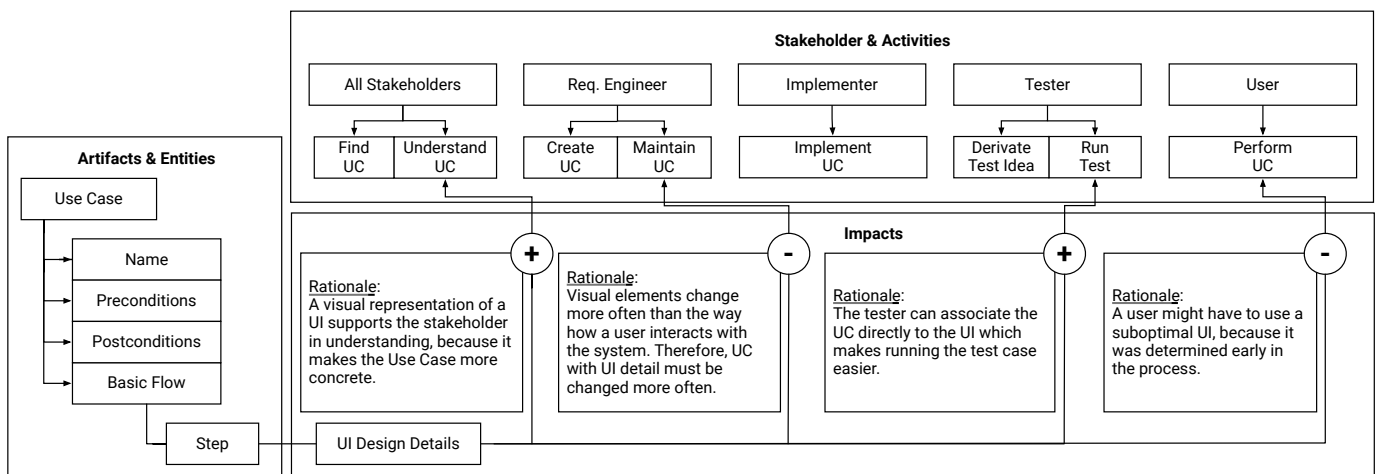 Stakeholder & Activities
All Stakeholders
Req. Engineer
Implementer
Tester
User
Find
UC
Understand
UC
Create
UC
Maintain
UC
Implement
UC
Derivate
Test Idea
Run
Test
Perform
UC
Artifacts & Entities
Use Case
Name
Preconditions
Postconditions
Basic Flow
Step
Impacts
+
Rationale:
A visual representation of a
UI supports the stakeholder
in understanding, because it
makes the Use Case more
concrete.
-
Rationale:
Visual elements change
more often than the way
how a user interacts with
the system. Therefore, UC
with UI detail must be
changed more often.
+
Rationale:
The tester can associate the
UC directly to the UI which
makes running the test case
easier.
-
Rationale:
A user might have to use a
suboptimal UI, because it
was determined early in
the process.
UI Design Details